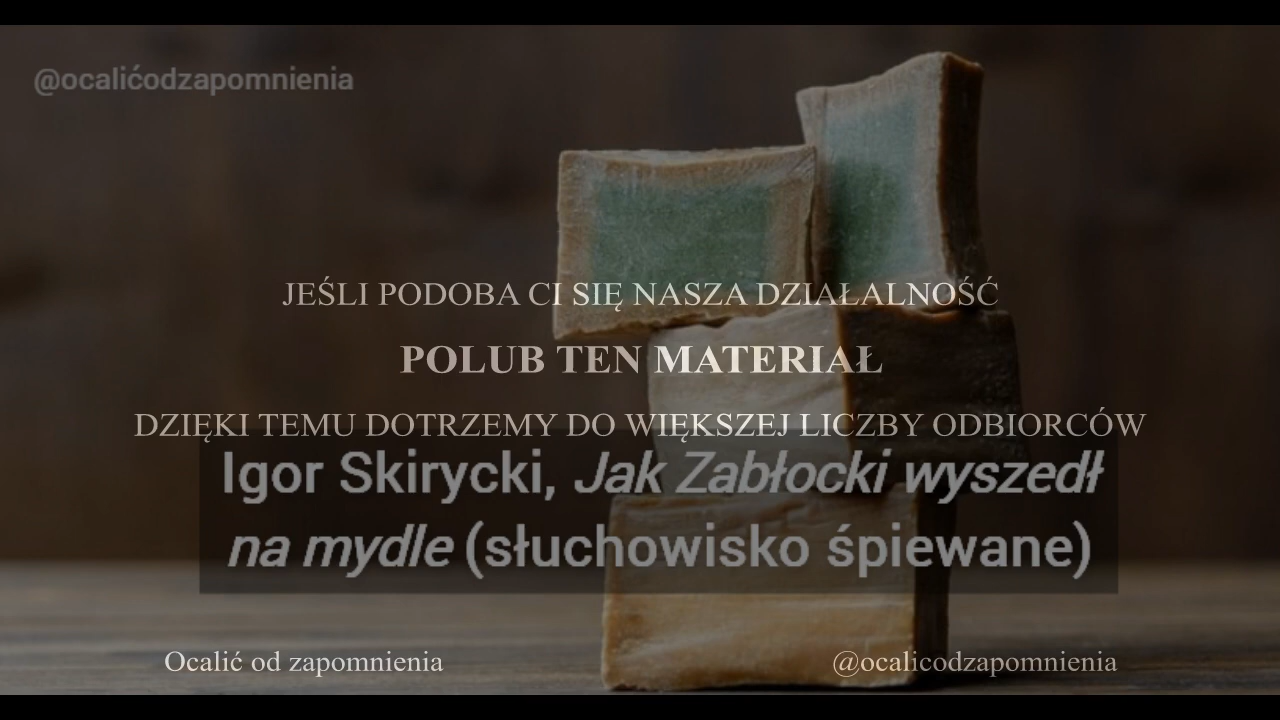 @ocalićodzapomnienia
JEŚLI PODOBA CI SIĘ NASZA DZIAŁALNOŚĆ
POLUB TEN MATERIAŁ
DZIĘKI TEMU DOTRZEMY DO WIĘKSZEJ LICZBY ODBIORCÓW
Igor Skirycki, Jak Zabłocki wyszedł
na mydle (słuchowisko śpiewane)
Ocalić od zapomnienia
@ocalicodzapomnienia